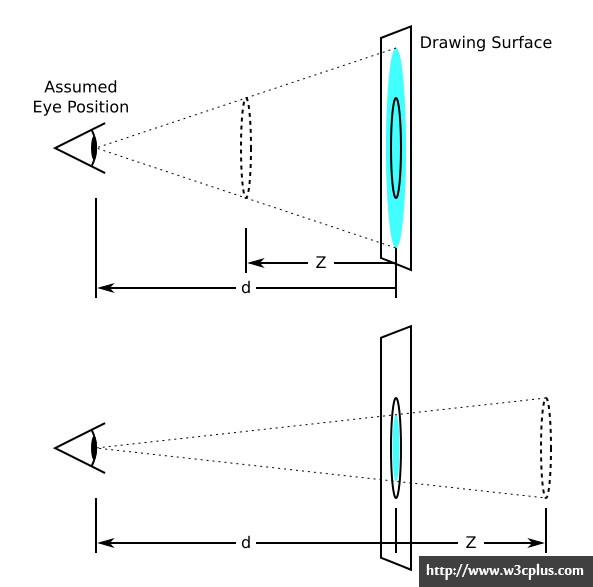 Drawing Surface
Assumed
Eye Position
Z
d
d
Z
http://www.w3cplus.com